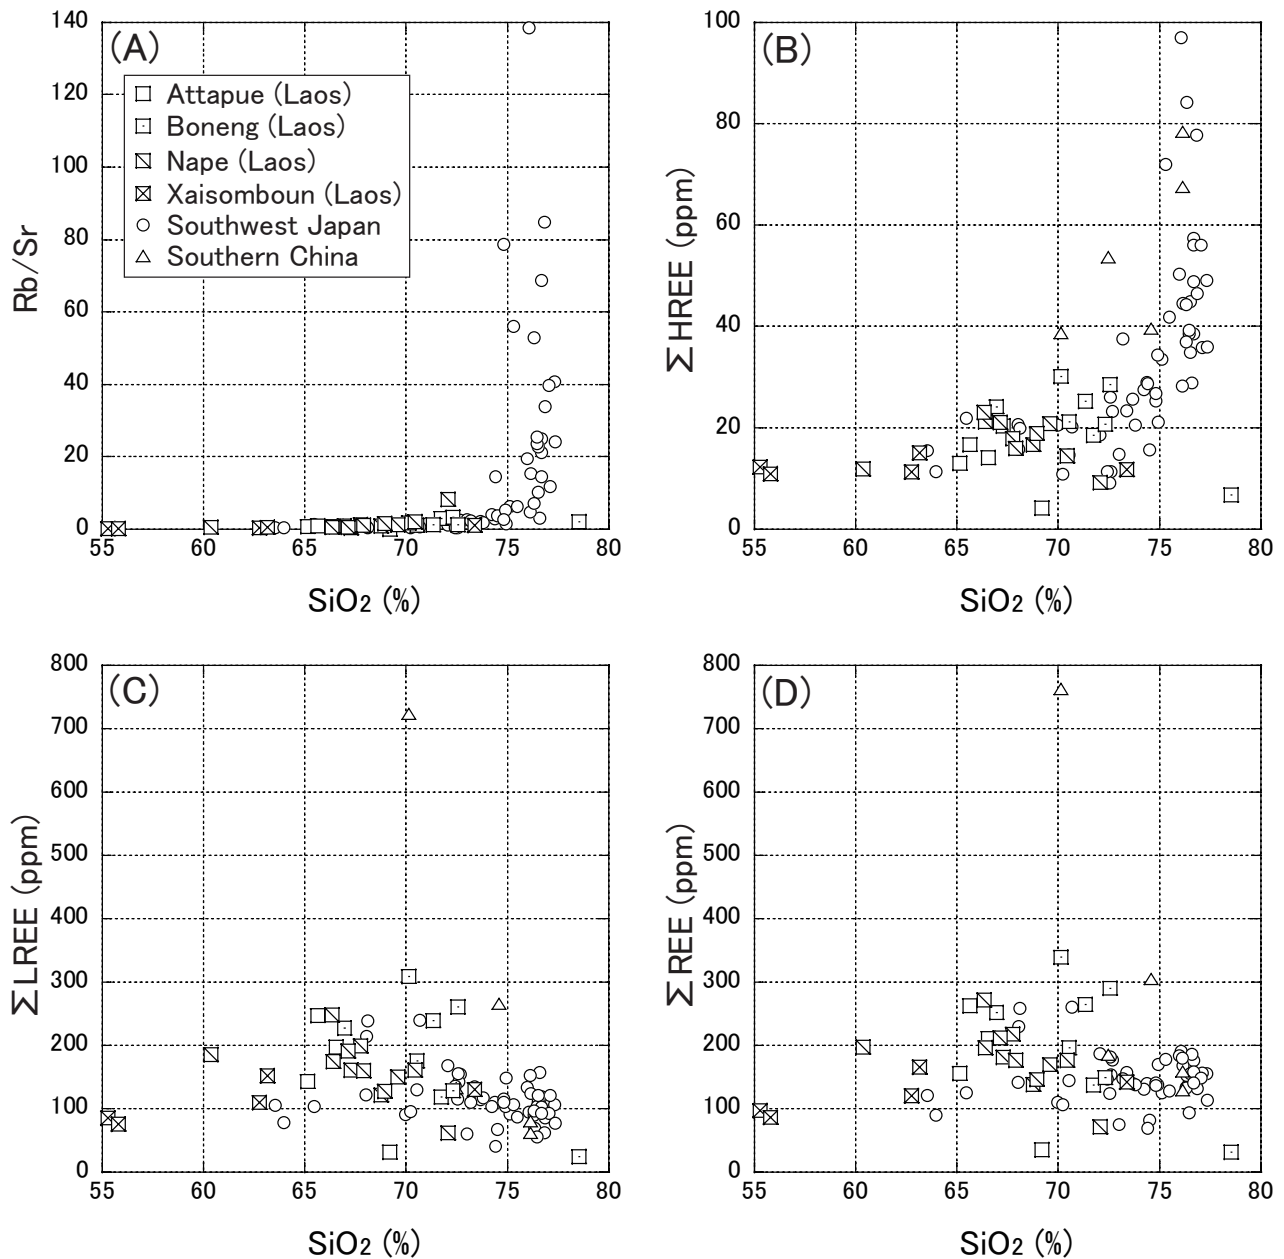 (A)
140
120
100
80
60
40
20
0
Rb/Sr
Attapue (Laos)
Boneng (Laos)
Nape (Laos)
Xaisomboun (Laos)
Southwest Japan
Southern China
55 60 65 70 75 80
SiO2 (%)
(B)
100
80
60
40
20
0
ΣHREE (ppm)
55 60 65 70 75 80
SiO2 (%)
(C)
800
700
600
500
400
300
200
100
0
ΣLREE (ppm)
55 60 65 70 75 80
SiO2 (%)
(D)
800
700
600
500
400
300
200
100
0
ΣREE (ppm)
55 60 65 70 75 80
SiO2 (%)